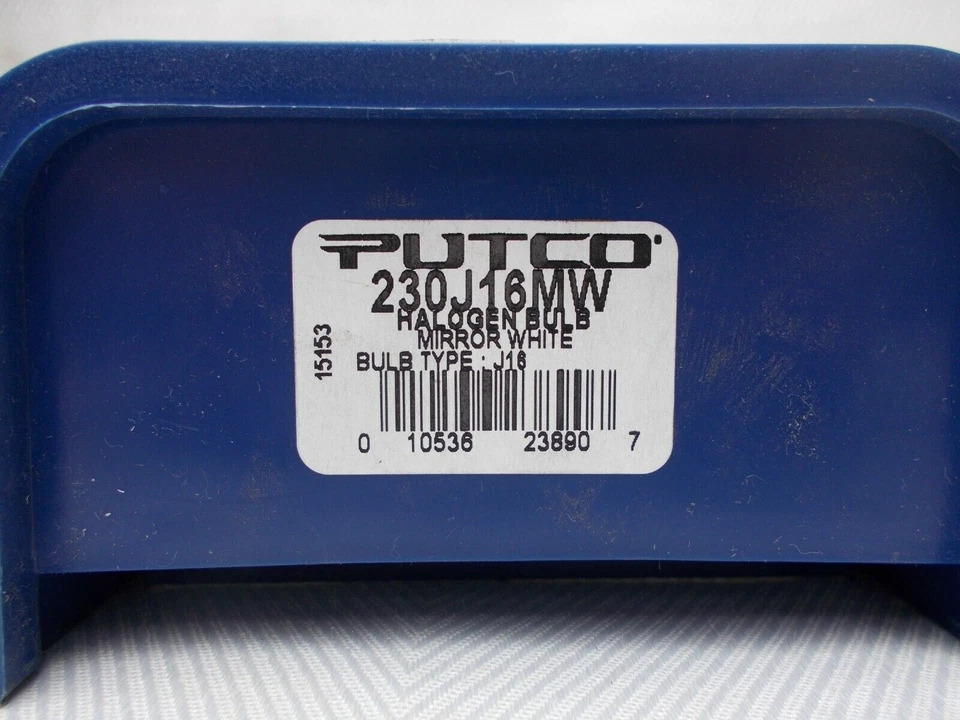 PUTCO
230J16MW
HALOGEN BULB
MIRROR WHITE
BULB TYPE : J16
15153
0 10536 23890 7